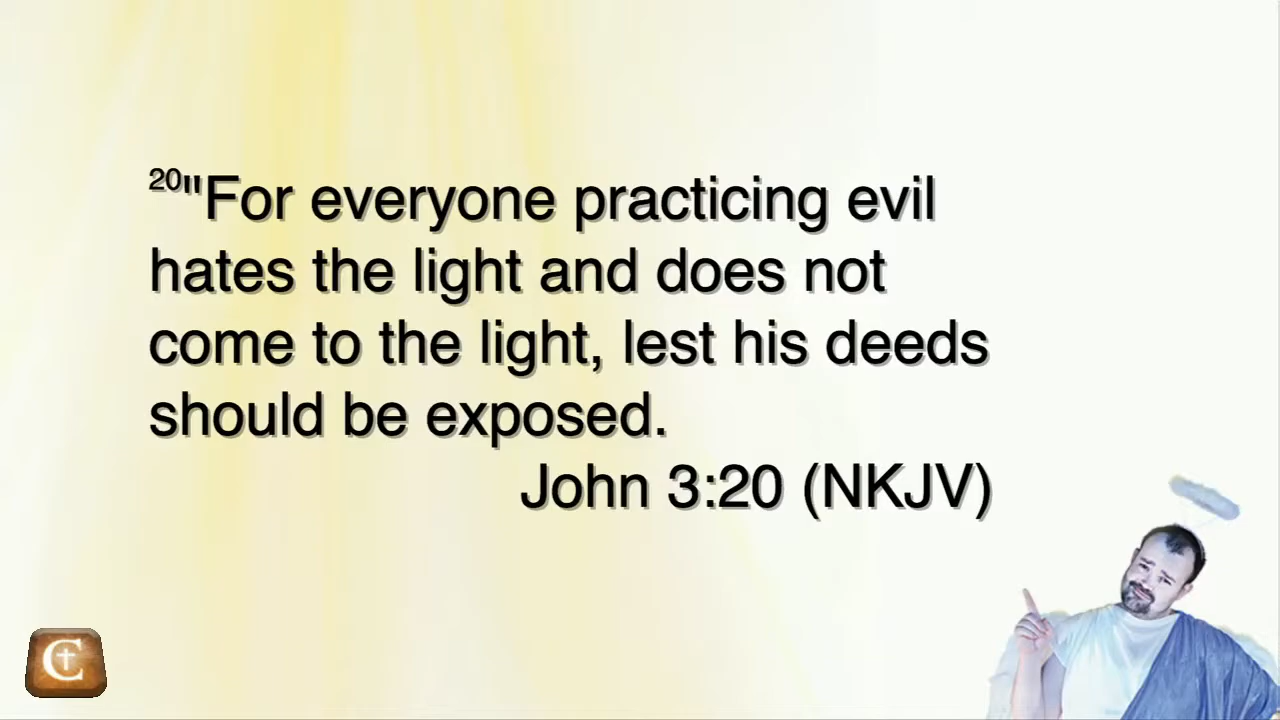 20"For everyone practicing evil
hates the light and does not
come to the light, lest his deeds
should be exposed.
John 3:20 (NKJV)
C